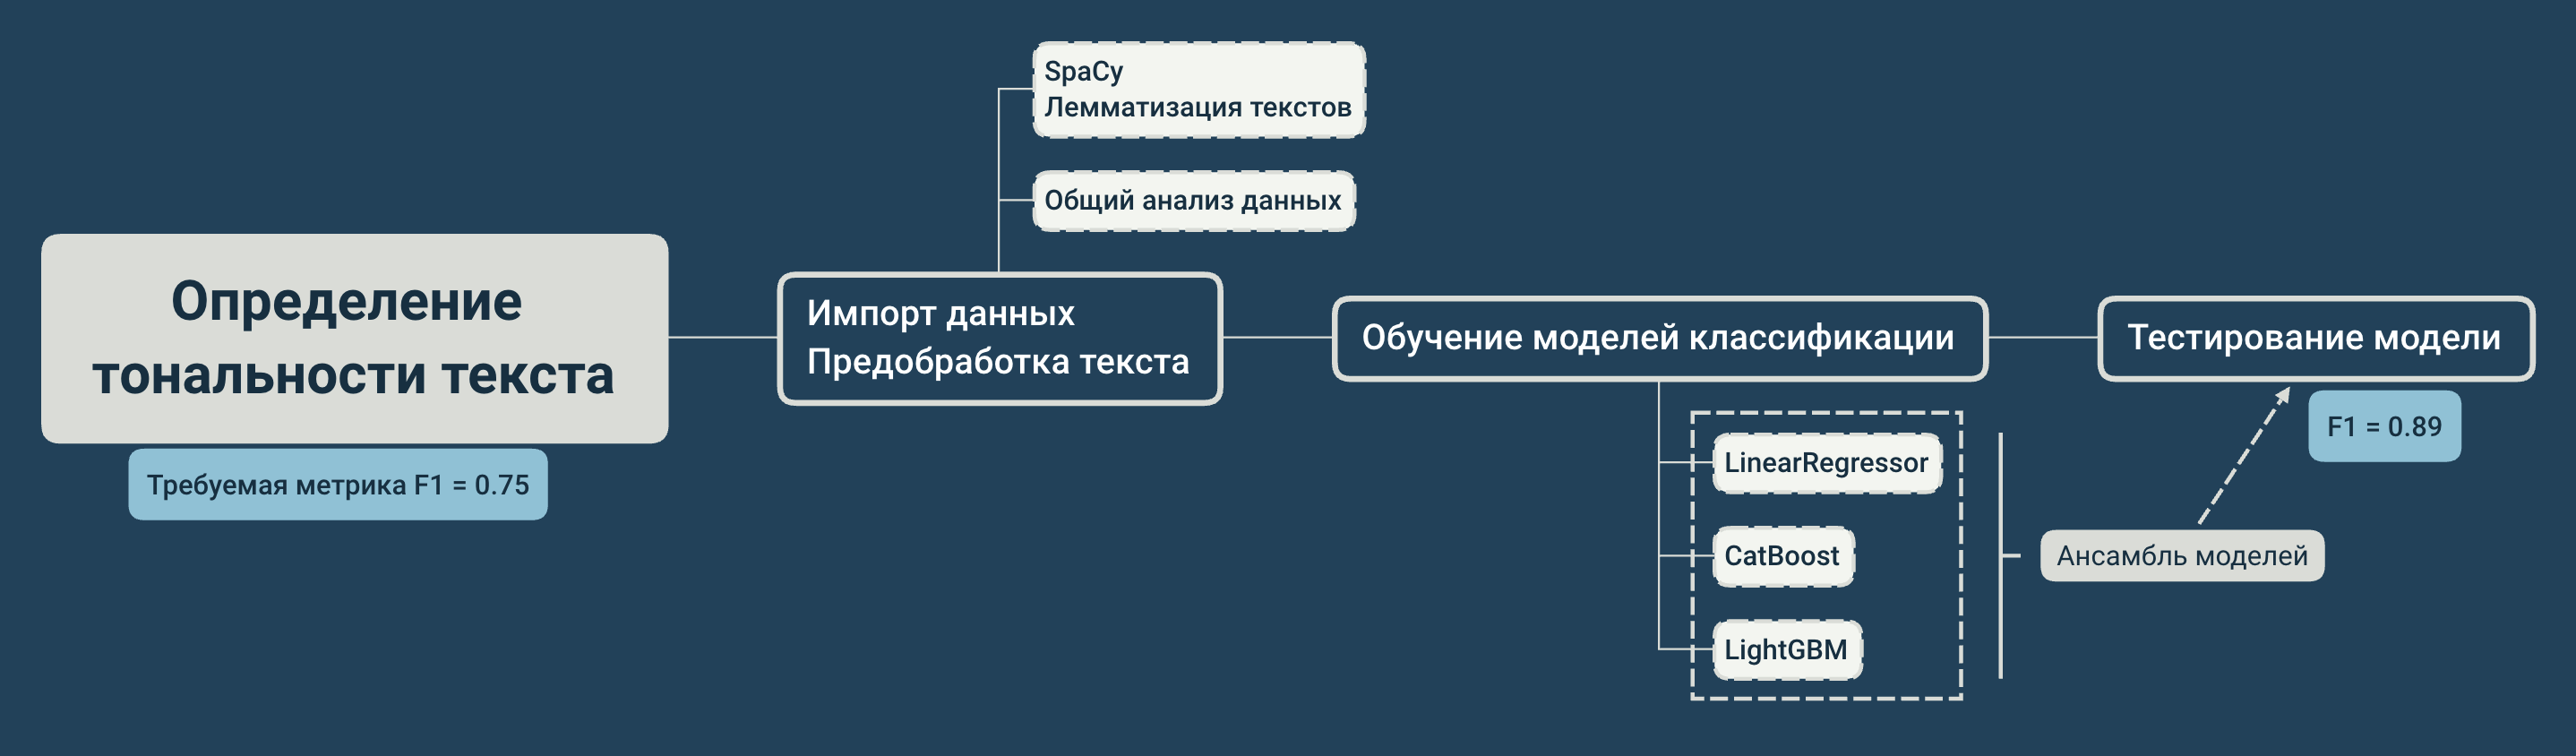 Определение
тональности текста
Требуемая метрика F1 = 0.75
SpaCy
Лемматизация текстов
Общий анализ данных
Импорт данных
Предобработка текста
Обучение моделей классификации
LinearRegressor
CatBoost
LightGBM
Ансамбль моделей
Тестирование модели
F1 = 0.89